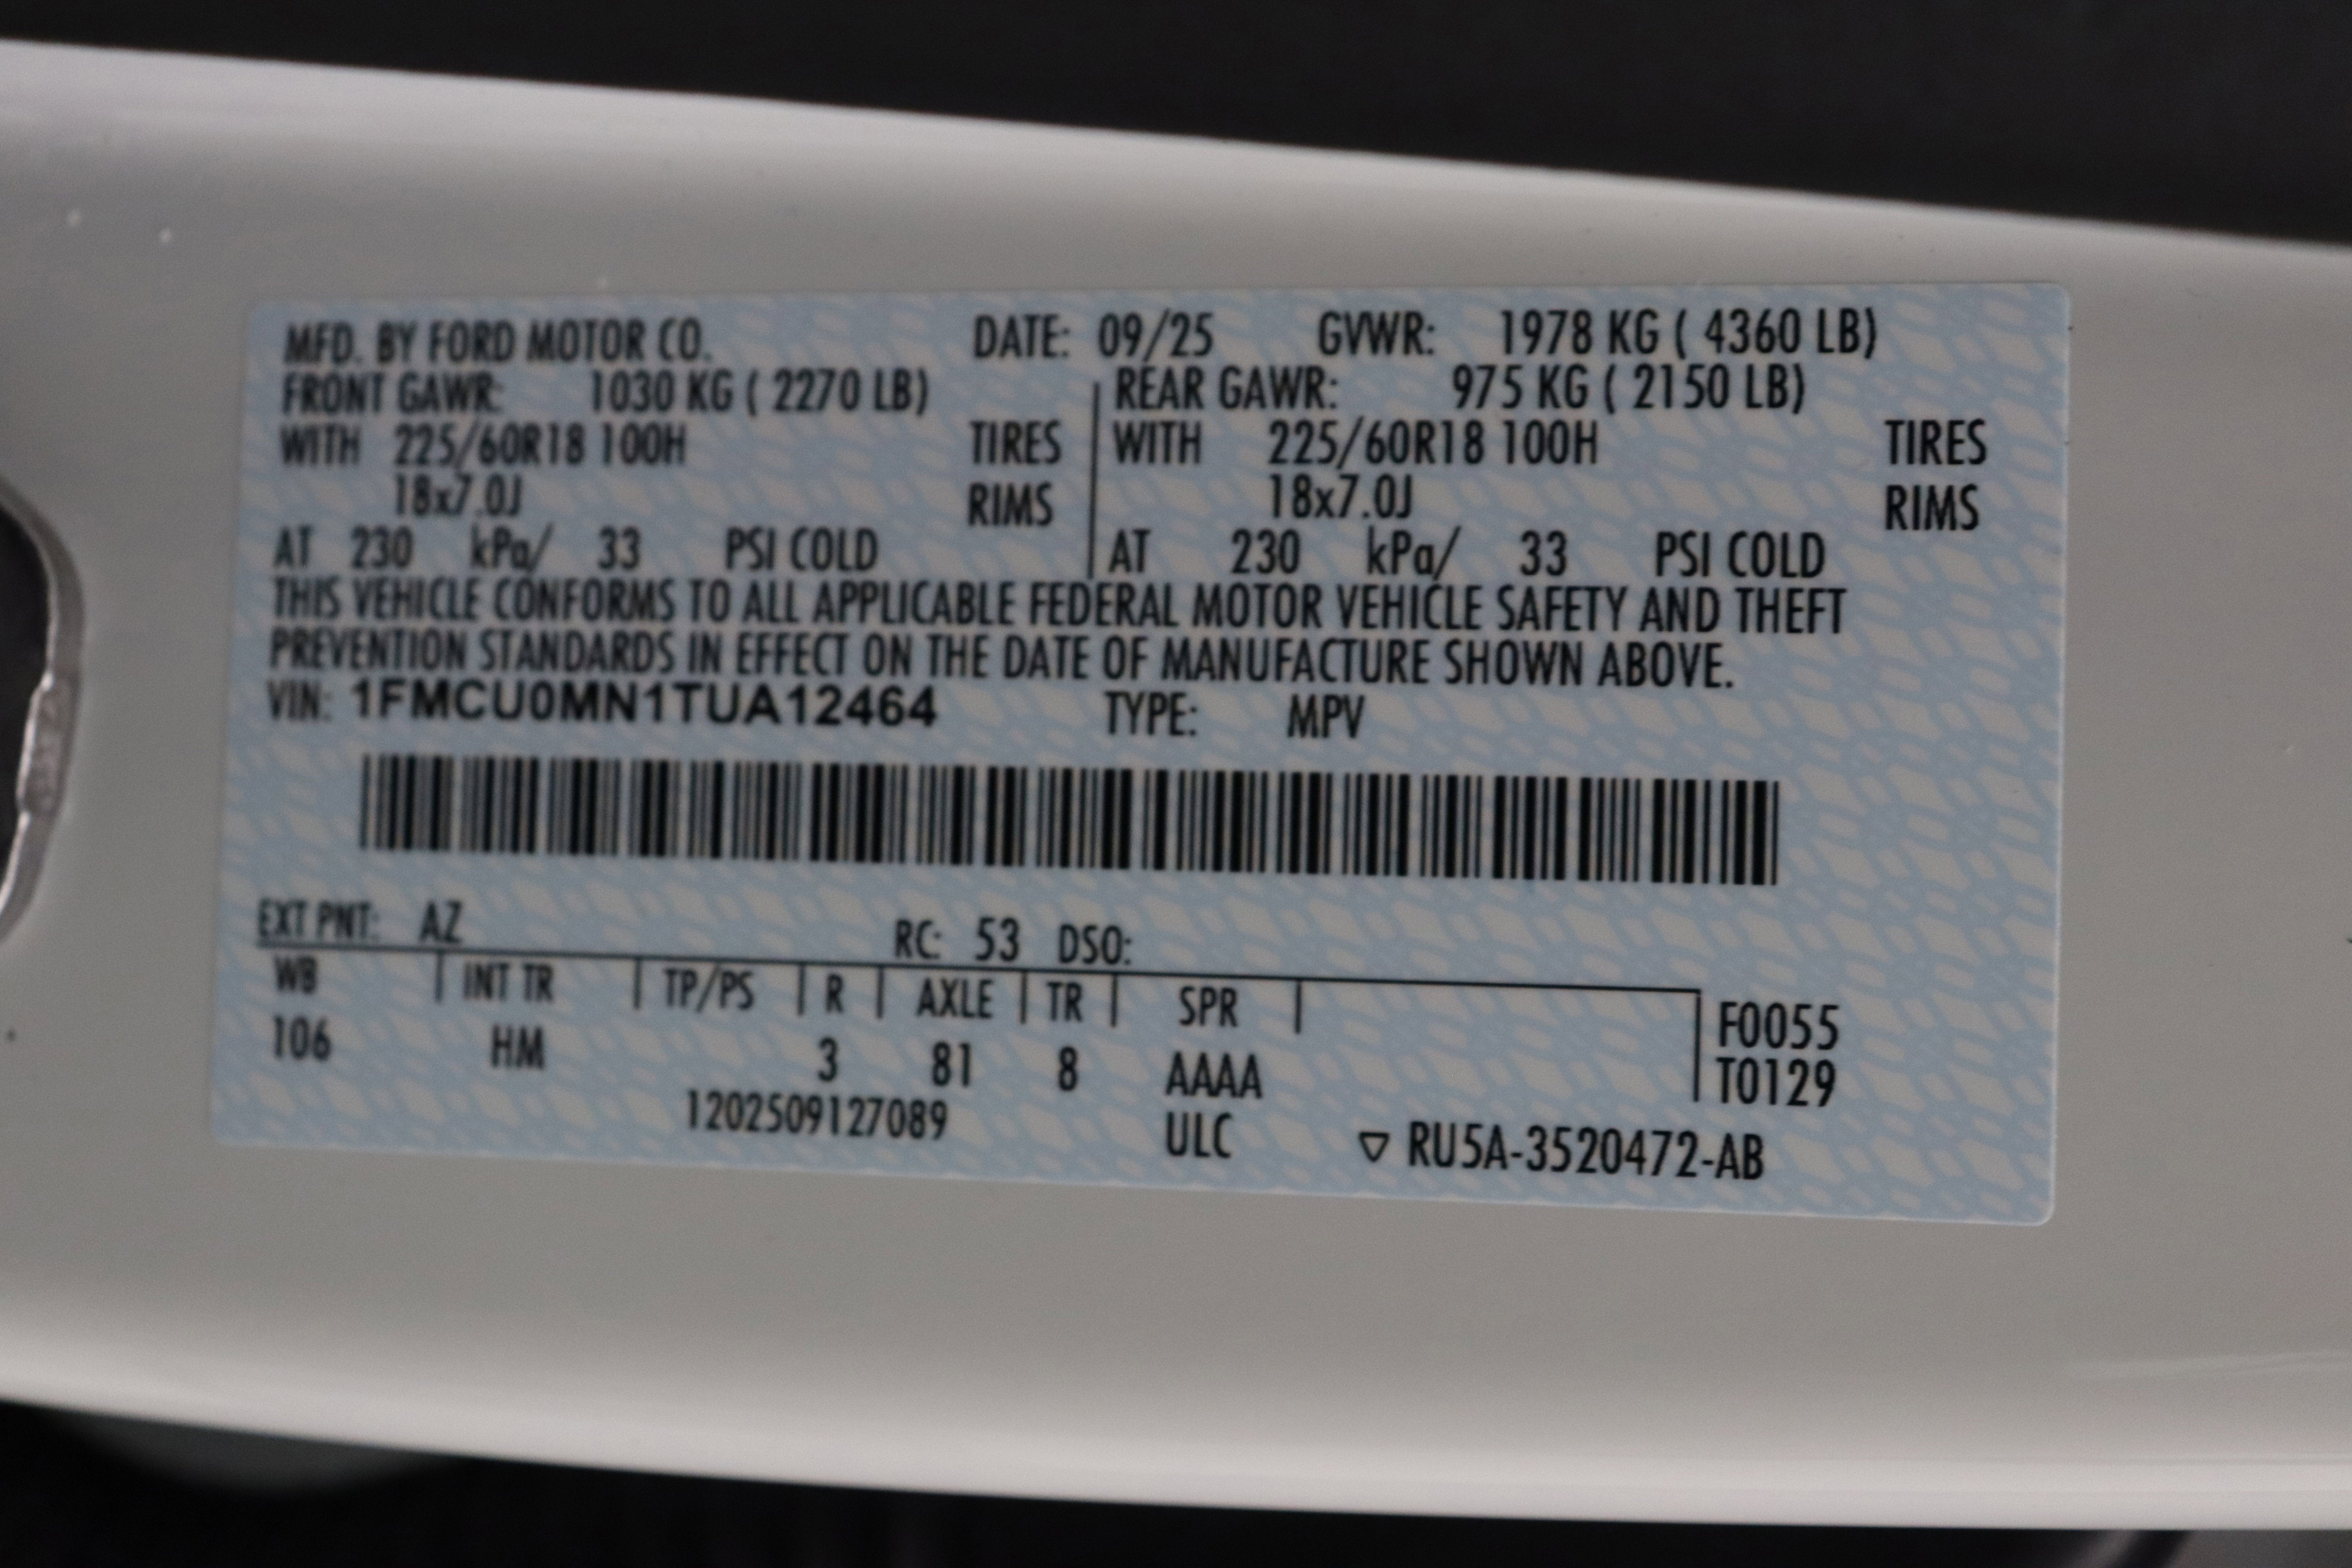 MFD. BY FORD MOTOR CO. DATE: 09/25 GVWR: 1978 KG ( 4360 LB)
FRONT GAWR: 1030 KG ( 2270 LB) REAR GAWR: 975 KG ( 2150 LB)
WITH 225/60R18 100H TIRES WITH 225/60R18 100H TIRES
18x7.0J RIMS 18x7.0J RIMS
AT 230 kPa/ 33 PSI COLD AT 230 kPa/ 33 PSI COLD
THIS VEHICLE CONFORMS TO ALL APPLICABLE FEDERAL MOTOR VEHICLE SAFETY AND THEFT
PREVENTION STANDARDS IN EFFECT ON THE DATE OF MANUFACTURE SHOWN ABOVE.
VIN: 1FMCU0MN1TUA12464 TYPE: MPV
EXT PNT: AZ RC: 53 DSO:
WB INT TR TP/PS R AXLE TR SPR F0055
106 HM 3 81 8 AAAA T0129
1202509127089 ULC ▽ RU5A-3520472-AB